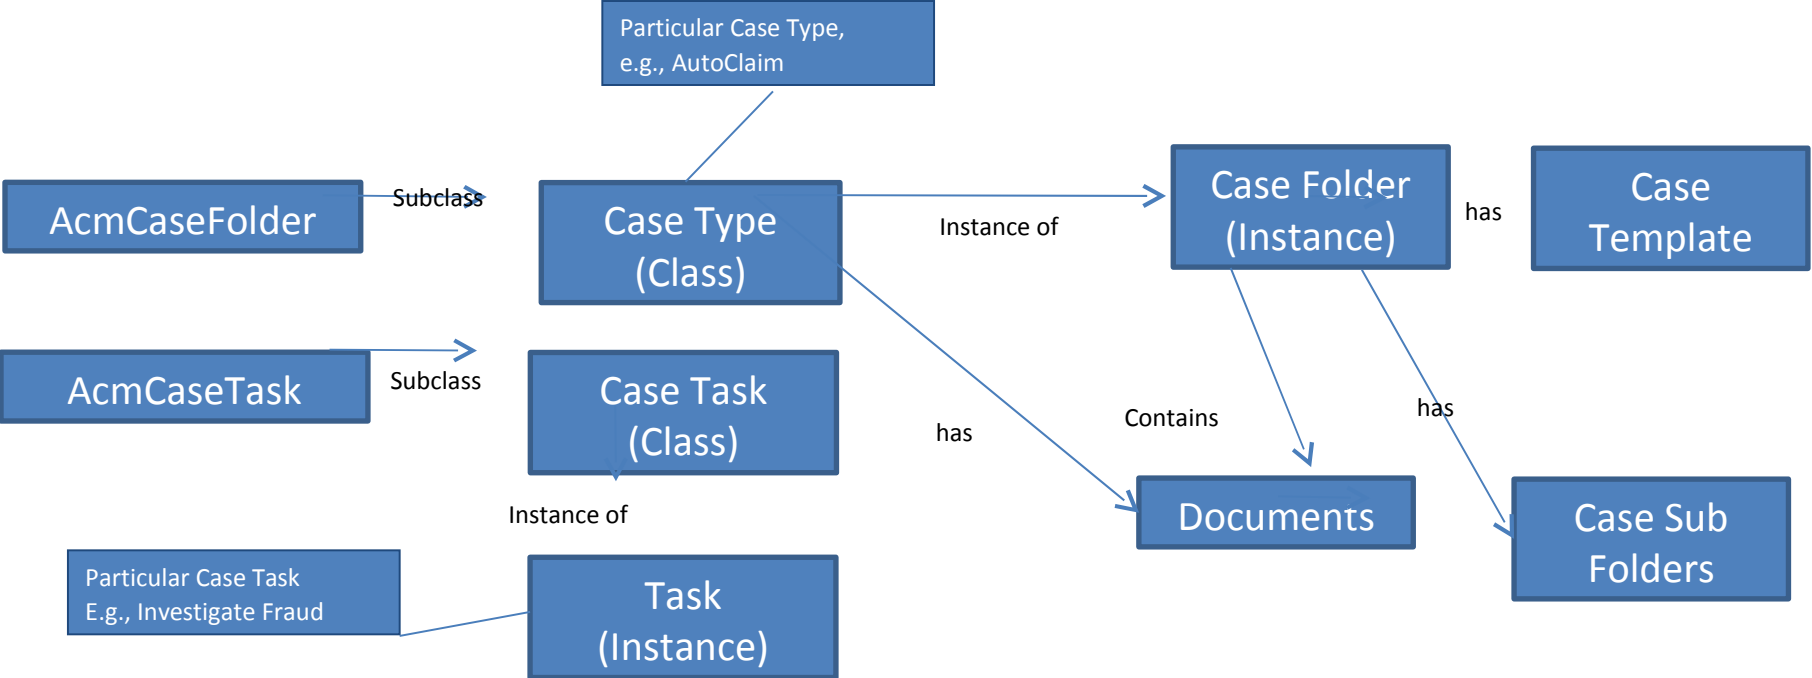 Particular Case Type,
e.g., AutoClaim
AcmCaseFolder
Subclass
Case Type
(Class)
Instance of
Case Folder
(Instance)
has
Case
Template
AcmCaseTask
Subclass
Case Task
(Class)
has
Contains
has
Instance of
Documents
Case Sub
Folders
Particular Case Task
E.g., Investigate Fraud
Task
(Instance)